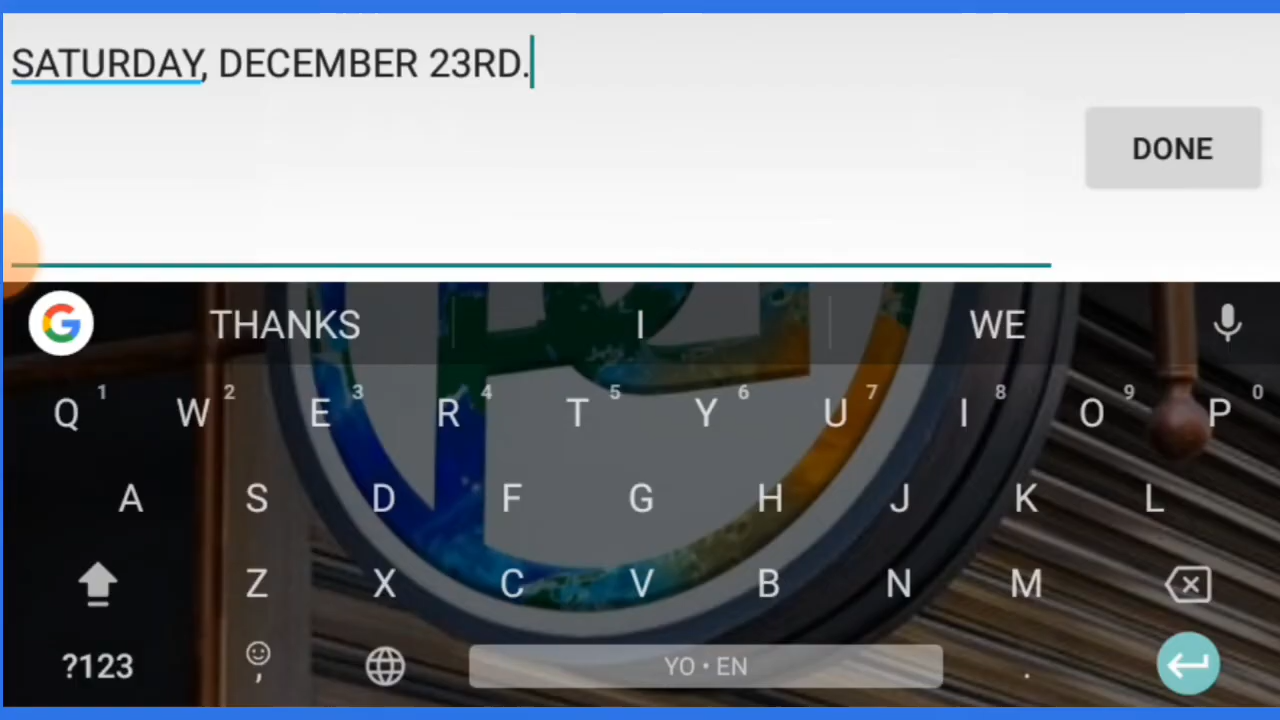 SATURDAY, DECEMBER 23RD.
DONE
THANKS I WE
Q 1 W 2 E 3 R 4 T 5 Y 6 U 7 I 8 O 9 P 0
A S D F G H J K L
Z X C V B N M
?123 , YO • EN .